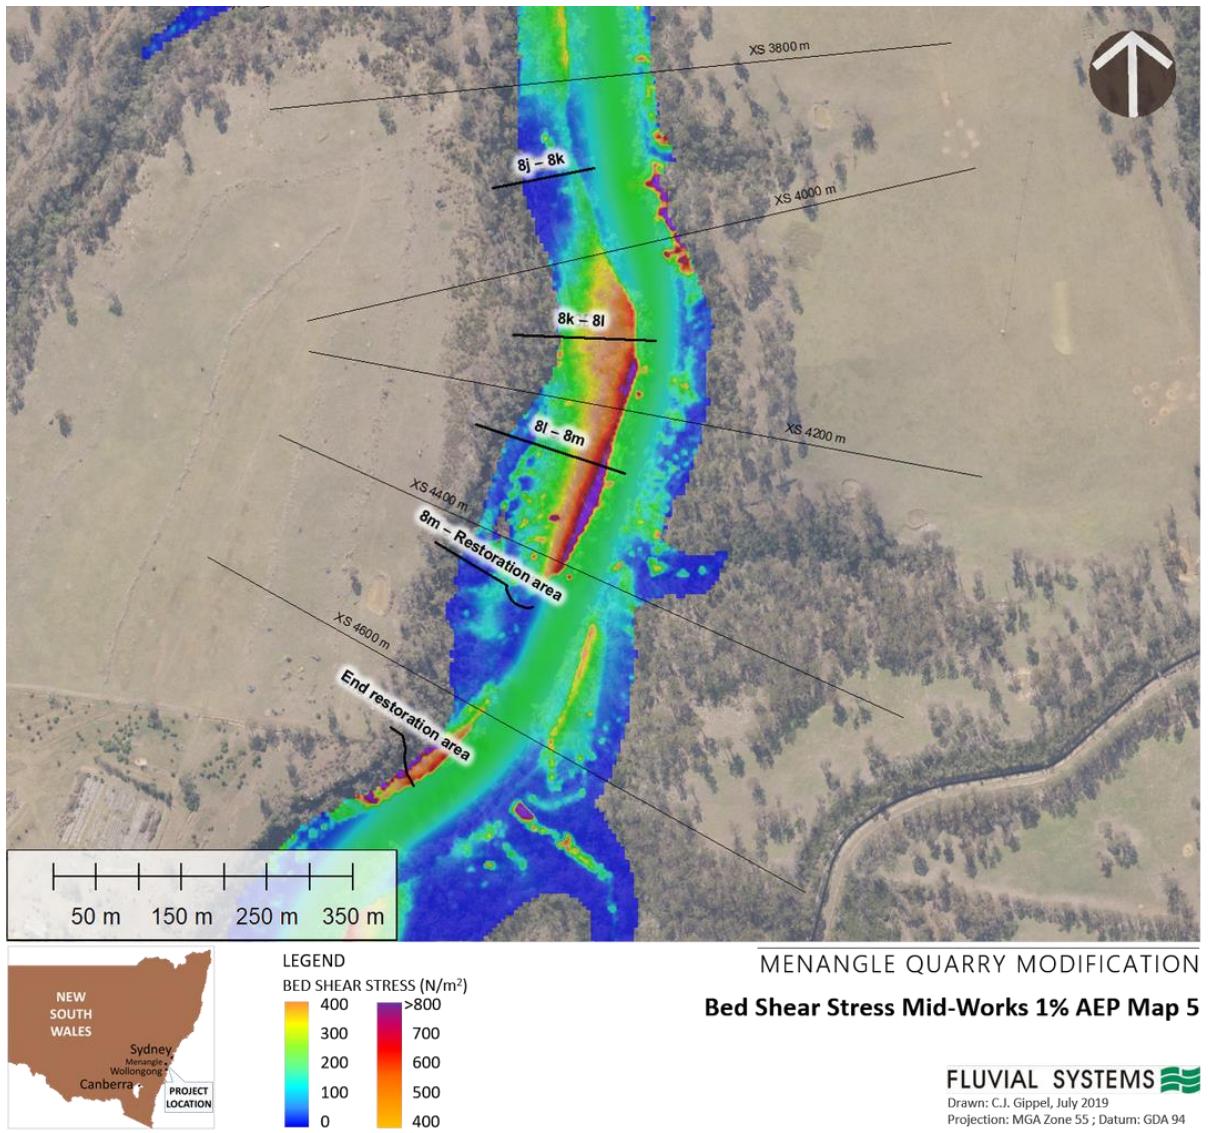 XS 3800 m
8j – 8k
XS 4000 m
8k – 8l
XS 4200 m
8l – 8m
XS 4400 m
8m – Restoration area
XS 4600 m
End restoration area
50 m 150 m 250 m 350 m
NEW
SOUTH
WALES
Sydney
Menangle
Wollongong
Canberra
PROJECT
LOCATION
LEGEND
BED SHEAR STRESS (N/m²)
400 >800
300 700
200 600
100 500
0 400
MENANGLE QUARRY MODIFICATION
Bed Shear Stress Mid-Works 1% AEP Map 5
FLUVIAL SYSTEMS
Drawn: C.J. Gippel, July 2019
Projection: MGA Zone 55 ; Datum: GDA 94